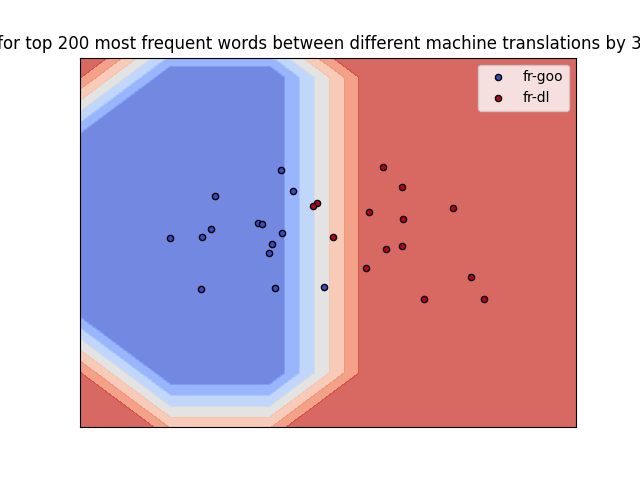 for top 200 most frequent words between different machine translations by 3
fr-goo
fr-dl